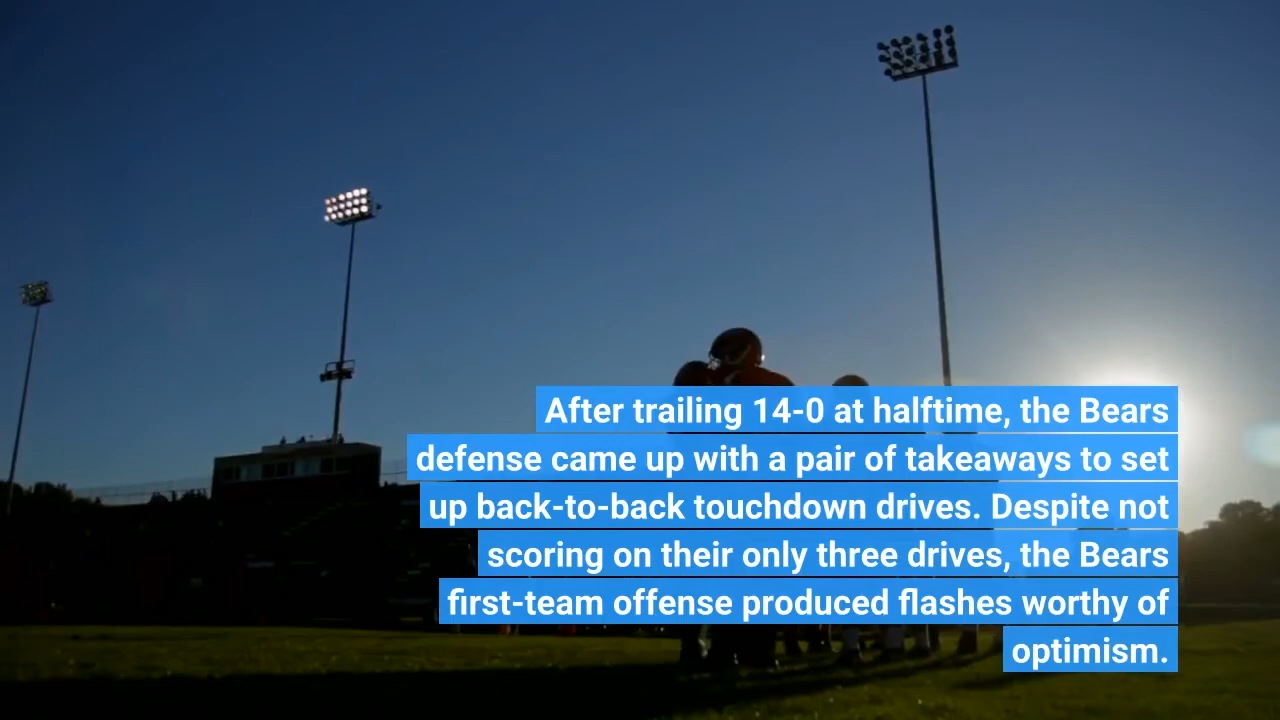 After trailing 14-0 at halftime, the Bears
defense came up with a pair of takeaways to set
up back-to-back touchdown drives. Despite not
scoring on their only three drives, the Bears
first-team offense produced flashes worthy of
optimism.